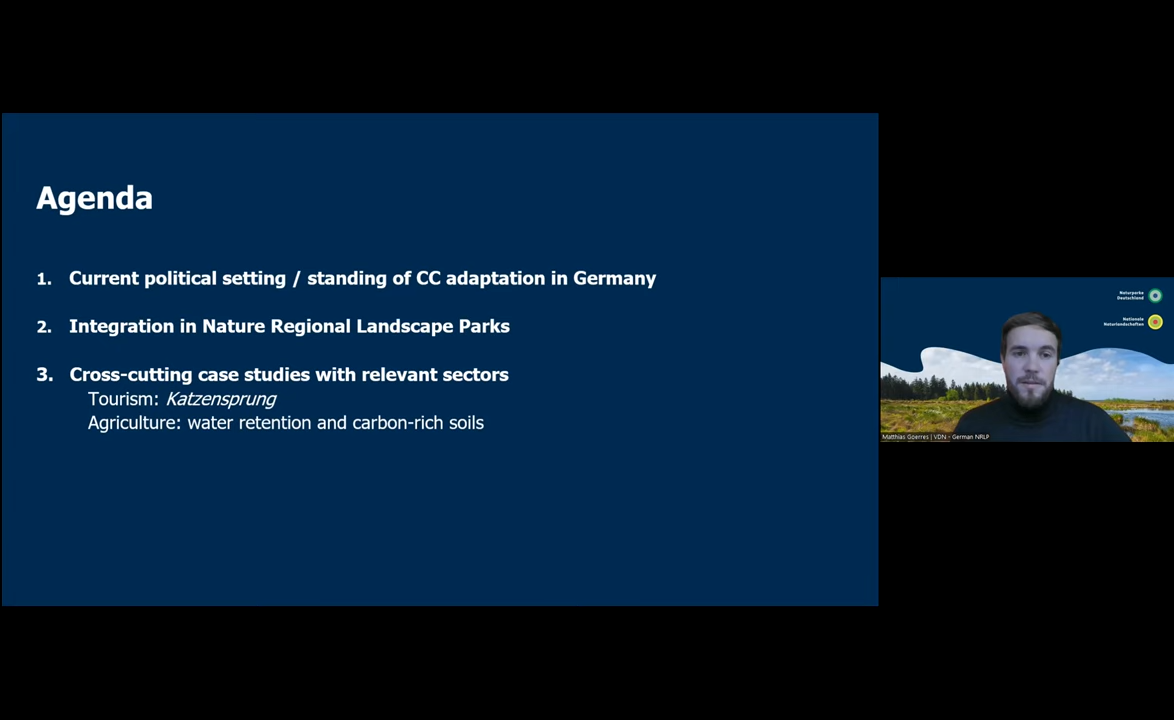 Agenda
1. Current political setting / standing of CC adaptation in Germany
2. Integration in Nature Regional Landscape Parks
3. Cross-cutting case studies with relevant sectors
Tourism: Katzensprung
Agriculture: water retention and carbon-rich soils
Naturparke
Deutschland
Nationale
Naturlandschaften
Matthias Goerres | VDN - German NRLP